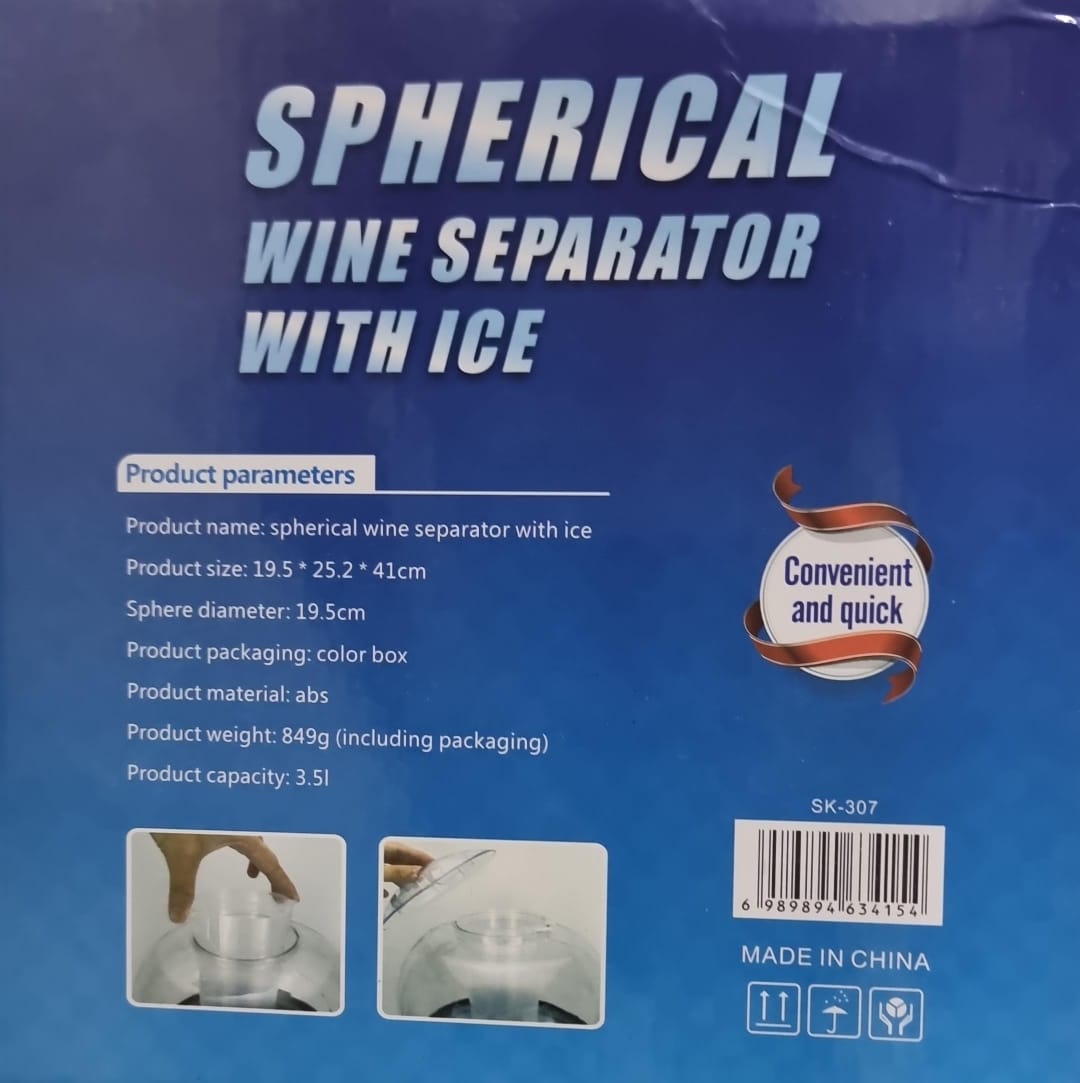 SPHERICAL
WINE SEPARATOR
WITH ICE
Product parameters
Product name: spherical wine separator with ice
Product size: 19.5 * 25.2 * 41cm
Sphere diameter: 19.5cm
Product packaging: color box
Product material: abs
Product weight: 849g (including packaging)
Product capacity: 3.5l
Convenient
and quick
SK-307
6 989894 634154
MADE IN CHINA